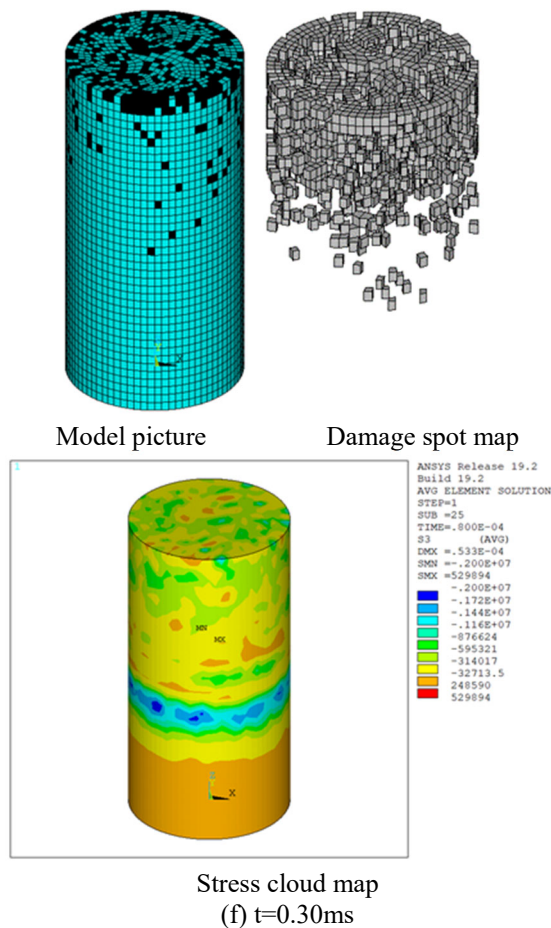 X
Model picture
Damage spot map
1
ANSYS Release 19.2
Build 19.2
AVG ELEMENT SOLUTION
STEP=1
SUB =25
TIME=.800E-04
S3 (AVG)
DMX =.533E-04
SMN =-.200E+07
SMX =529894
-.200E+07
-.172E+07
-.144E+07
-.116E+07
-876624
-595321
-314017
-32713.5
248590
529894
MN
MX
Z
X
Stress cloud map
(f) t=0.30ms